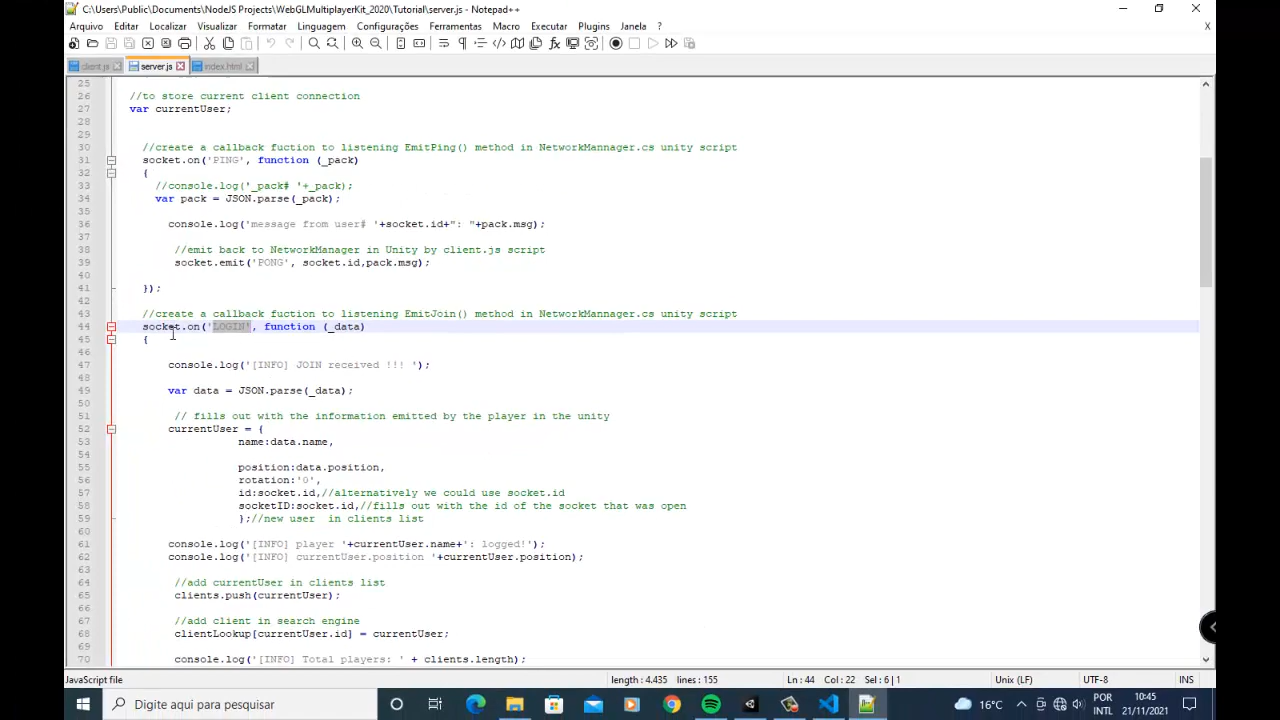 C:\Users\Public\Documents\NodeJS Projects\WebGLMultiplayerKit_2020\Tutorial\server.js - Notepad++
Arquivo Editar Localizar Visualizar Formatar Linguagem Configurações Ferramentas Macro Executar Plugins Janela ? X
client.js server.js index.html
25
26 //to store current client connection
27 var currentUser;
28
29
30 //create a callback fuction to listening EmitPing() method in NetworkMannager.cs unity script
31 socket.on('PING', function (_pack)
32 {
33 //console.log('_pack# '+_pack);
34 var pack = JSON.parse(_pack);
35
36 console.log('message from user# '+socket.id+": "+pack.msg);
37
38 //emit back to NetworkManager in Unity by client.js script
39 socket.emit('PONG', socket.id,pack.msg);
40
41 });
42
43 //create a callback fuction to listening EmitJoin() method in NetworkMannager.cs unity script
44 socket.on('LOGIN', function (_data)
45 {
46
47 console.log('[INFO] JOIN received !!! ');
48
49 var data = JSON.parse(_data);
50
51 // fills out with the information emitted by the player in the unity
52 currentUser = {
53 name:data.name,
54
55 position:data.position,
56 rotation:'0',
57 id:socket.id,//alternatively we could use socket.id
58 socketID:socket.id,//fills out with the id of the socket that was open
59 };//new user  in clients list
60
61 console.log('[INFO] player '+currentUser.name+': logged!');
62 console.log('[INFO] currentUser.position '+currentUser.position);
63
64 //add currentUser in clients list
65 clients.push(currentUser);
66
67 //add client in search engine
68 clientLookup[currentUser.id] = currentUser;
69
70 console.log('[INFO] Total players: ' + clients.length);
JavaScript file length : 4.435 lines : 155 Ln : 44 Col : 22 Sel : 6 | 1 Unix (LF) UTF-8 INS
Digite aqui para pesquisar 16°C POR 10:45
INTL 21/11/2021